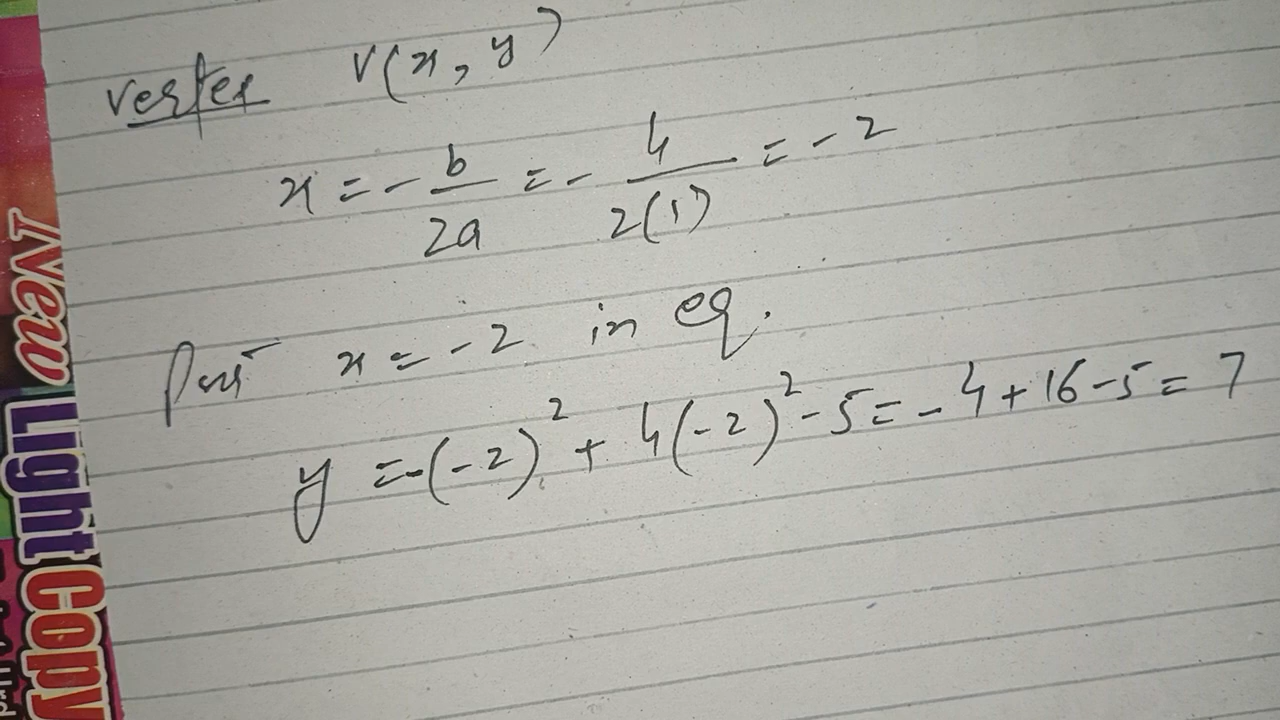 vertex V(x, y)
x = - b/2a = - 4/2(1) = - 2
Put x = - 2 in eq.
y = -(-2)² + 4(-2)² - 5 = - 4 + 16 - 5 = 7
New
Light
Copy